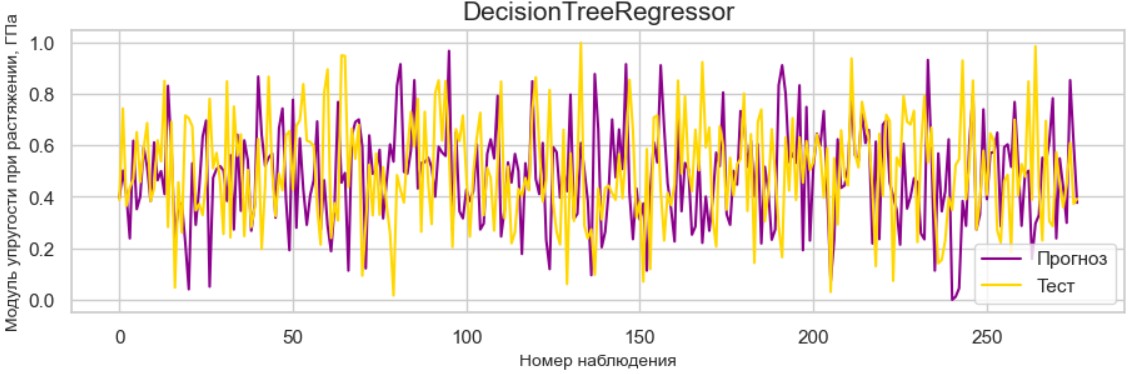 DecisionTreeRegressor
Модуль упругости при растяжении, ГПа
1.0
0.8
0.6
0.4
0.2
0.0
Прогноз
Тест
0 50 100 150 200 250
Номер наблюдения